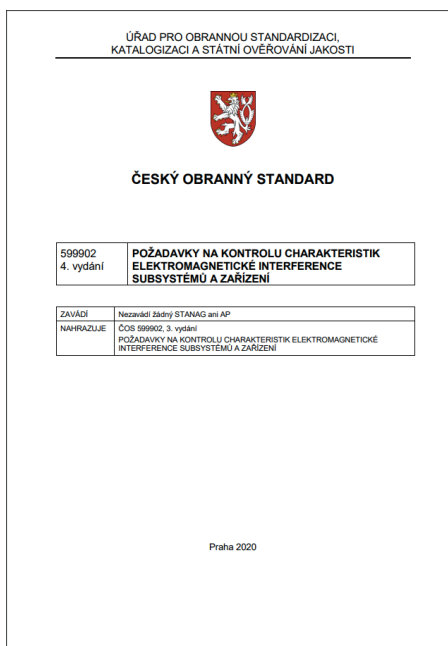 ÚŘAD PRO OBRANNOU STANDARDIZACI,
KATALOGIZACI A STÁTNÍ OVĚŘOVÁNÍ JAKOSTI
ČESKÝ OBRANNÝ STANDARD
599902
4. vydání
POŽADAVKY NA KONTROLU CHARAKTERISTIK
ELEKTROMAGNETICKÉ INTERFERENCE
SUBSYSTÉMŮ A ZAŘÍZENÍ
ZAVÁDÍ
Nezavádí žádný STANAG ani AP
NAHRAZUJE
ČOS 599902, 3. vydání
POŽADAVKY NA KONTROLU CHARAKTERISTIK ELEKTROMAGNETICKÉ
INTERFERENCE SUBSYSTÉMŮ A ZAŘÍZENÍ
Praha 2020